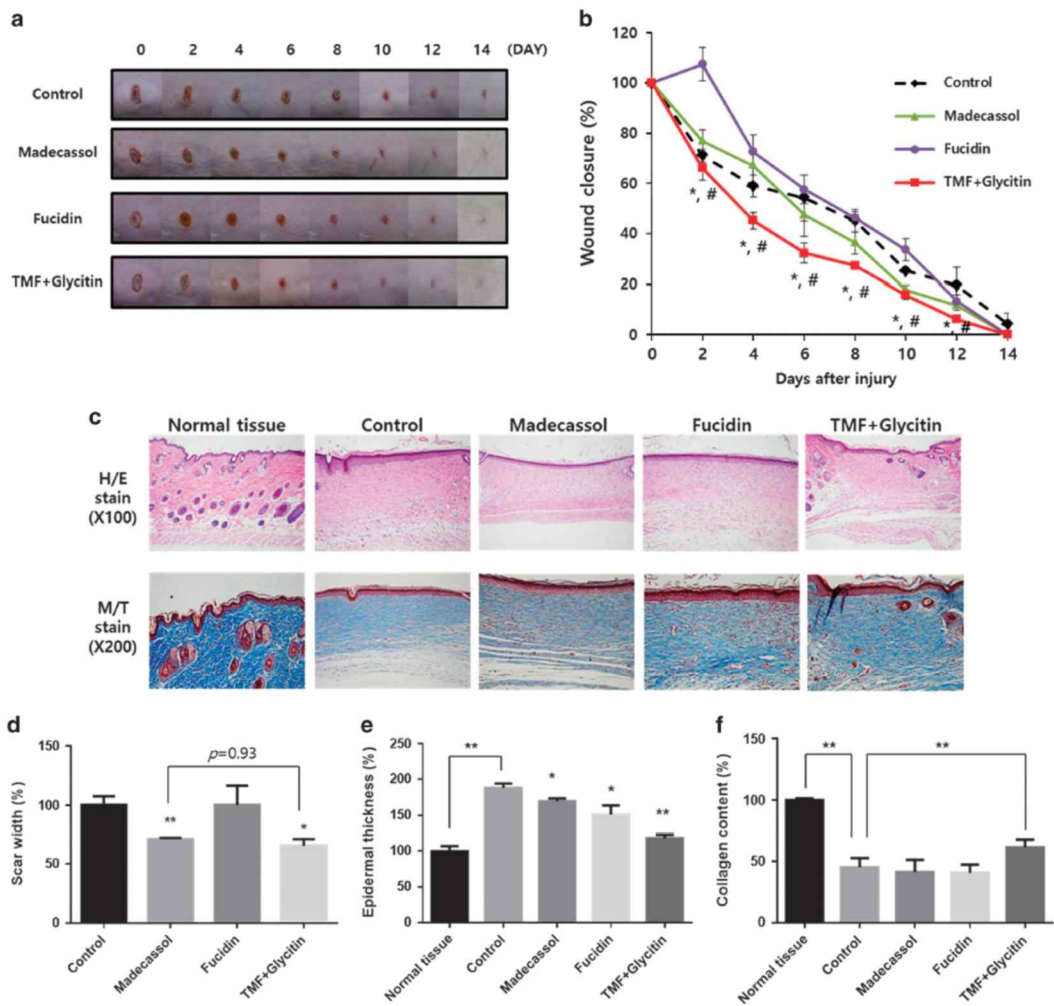 a
0 2 4 6 8 10 12 14 (DAY)
Control
Madecassol
Fucidin
TMF+Glycitin
b
120
100
80
60
40
20
0
Wound closure (%)
Control
Madecassol
Fucidin
TMF+Glycitin
*, #
*, #
*, #
*, #
*, #
*, #
0 2 4 6 8 10 12 14
Days after injury
c
Normal tissue Control Madecassol Fucidin TMF+Glycitin
H/E
stain
(X100)
M/T
stain
(X200)
d
150
100
50
0
Scar width (%)
p=0.93
**
*
Control Madecassol Fucidin TMF+Glycitin
e
250
200
150
100
50
0
Epidermal thickness (%)
**
*
*
**
Normal tissue Control Madecassol Fucidin TMF+Glycitin
f
150
100
50
0
Collagen content (%)
**
**
Normal tissue Control Madecassol Fucidin TMF+Glycitin